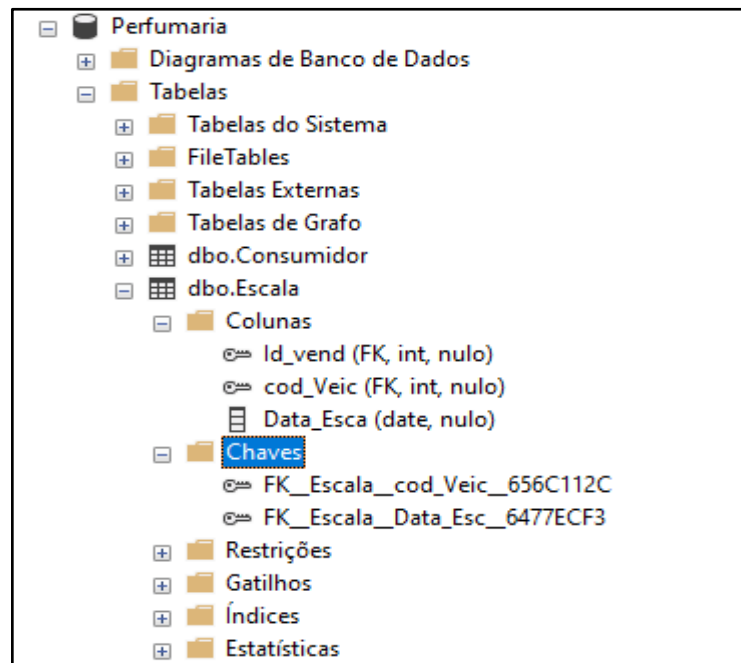 Perfumaria
Diagramas de Banco de Dados
Tabelas
Tabelas do Sistema
FileTables
Tabelas Externas
Tabelas de Grafo
dbo.Consumidor
dbo.Escala
Colunas
Id_vend (FK, int, nulo)
cod_Veic (FK, int, nulo)
Data_Esca (date, nulo)
Chaves
FK__Escala__cod_Veic__656C112C
FK__Escala__Data_Esc__6477ECF3
Restrições
Gatilhos
Índices
Estatísticas